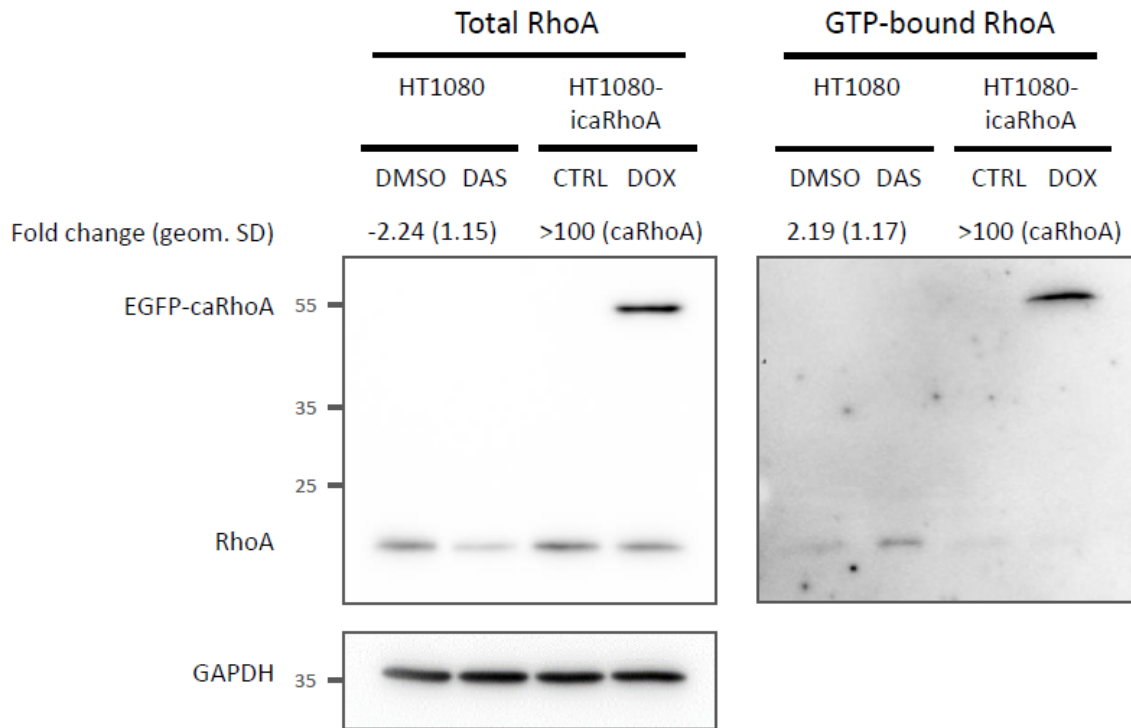 Total RhoA GTP-bound RhoA
HT1080 HT1080- HT1080 HT1080-
icaRhoA icaRhoA
DMSO DAS CTRL DOX DMSO DAS CTRL DOX
Fold change (geom. SD) -2.24 (1.15) >100 (caRhoA) 2.19 (1.17) >100 (caRhoA)
EGFP-caRhoA 55
35
25
RhoA
GAPDH 35